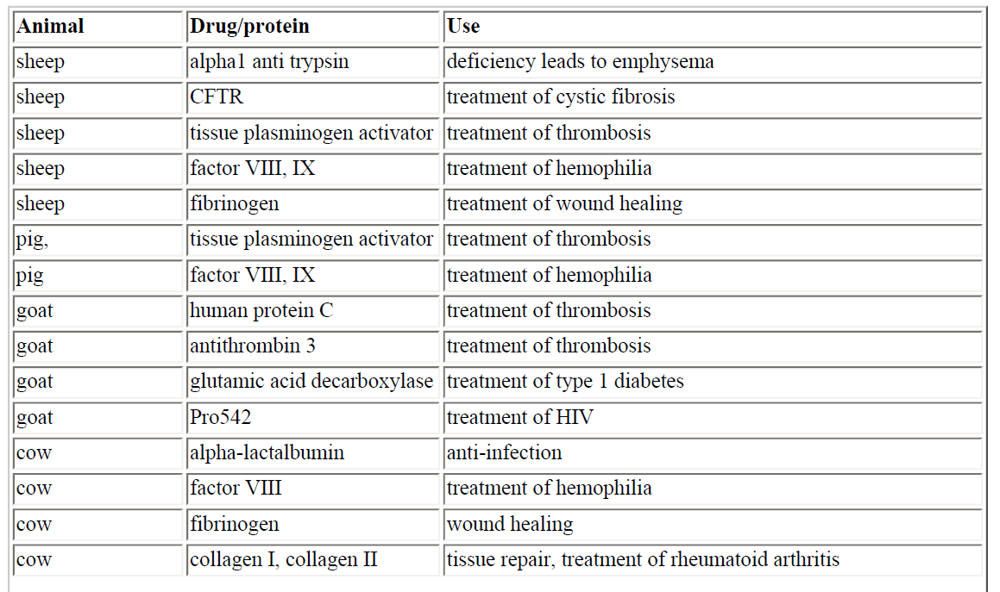 Animal Drug/protein Use
sheep alpha1 anti trypsin deficiency leads to emphysema
sheep CFTR treatment of cystic fibrosis
sheep tissue plasminogen activator treatment of thrombosis
sheep factor VIII, IX treatment of hemophilia
sheep fibrinogen treatment of wound healing
pig, tissue plasminogen activator treatment of thrombosis
pig factor VIII, IX treatment of hemophilia
goat human protein C treatment of thrombosis
goat antithrombin 3 treatment of thrombosis
goat glutamic acid decarboxylase treatment of type 1 diabetes
goat Pro542 treatment of HIV
cow alpha-lactalbumin anti-infection
cow factor VIII treatment of hemophilia
cow fibrinogen wound healing
cow collagen I, collagen II tissue repair, treatment of rheumatoid arthritis